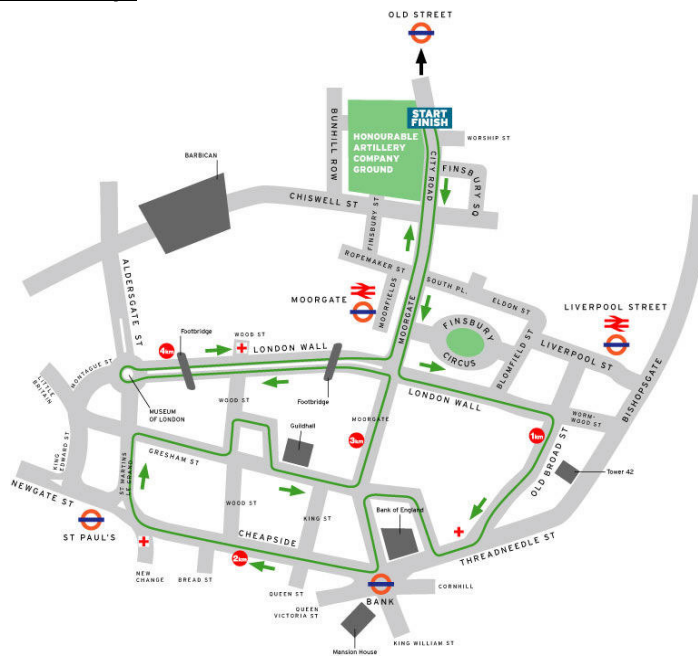 OLD STREET
START
FINISH
WORSHIP ST
HONOURABLE
ARTILLERY
COMPANY
GROUND
BUNHILL ROW
CITY ROAD
FINSBURY SQ
BARBICAN
CHISWELL ST
FINSBURY ST
ROPEMAKER ST
SOUTH PL.
ELDON ST
MOORGATE
MOORFIELDS
MOORGATE
LIVERPOOL STREET
FINSBURY
CIRCUS
BLOMFIELD ST
LIVERPOOL ST
BISHOPSGATE
ALDERSGATE ST
Footbridge
WOOD ST
4km
LONDON WALL
MONTAGUE ST
LITTLE
BRITAIN
MUSEUM
OF LONDON
WOOD ST
Footbridge
LONDON WALL
WORM-
WOOD ST
MOORGATE
Guildhall
3km
1km
OLD BROAD ST
Tower 42
KING
EDWARD ST
GRESHAM ST
ST MARTINS
LE GRAND
NEWGATE ST
ST PAUL'S
WOOD ST
KING ST
Bank of England
THREADNEEDLE ST
CHEAPSIDE
2km
NEW
CHANGE
BREAD ST
QUEEN ST
BANK
CORNHILL
QUEEN
VICTORIA ST
KING WILLIAM ST
Mansion House